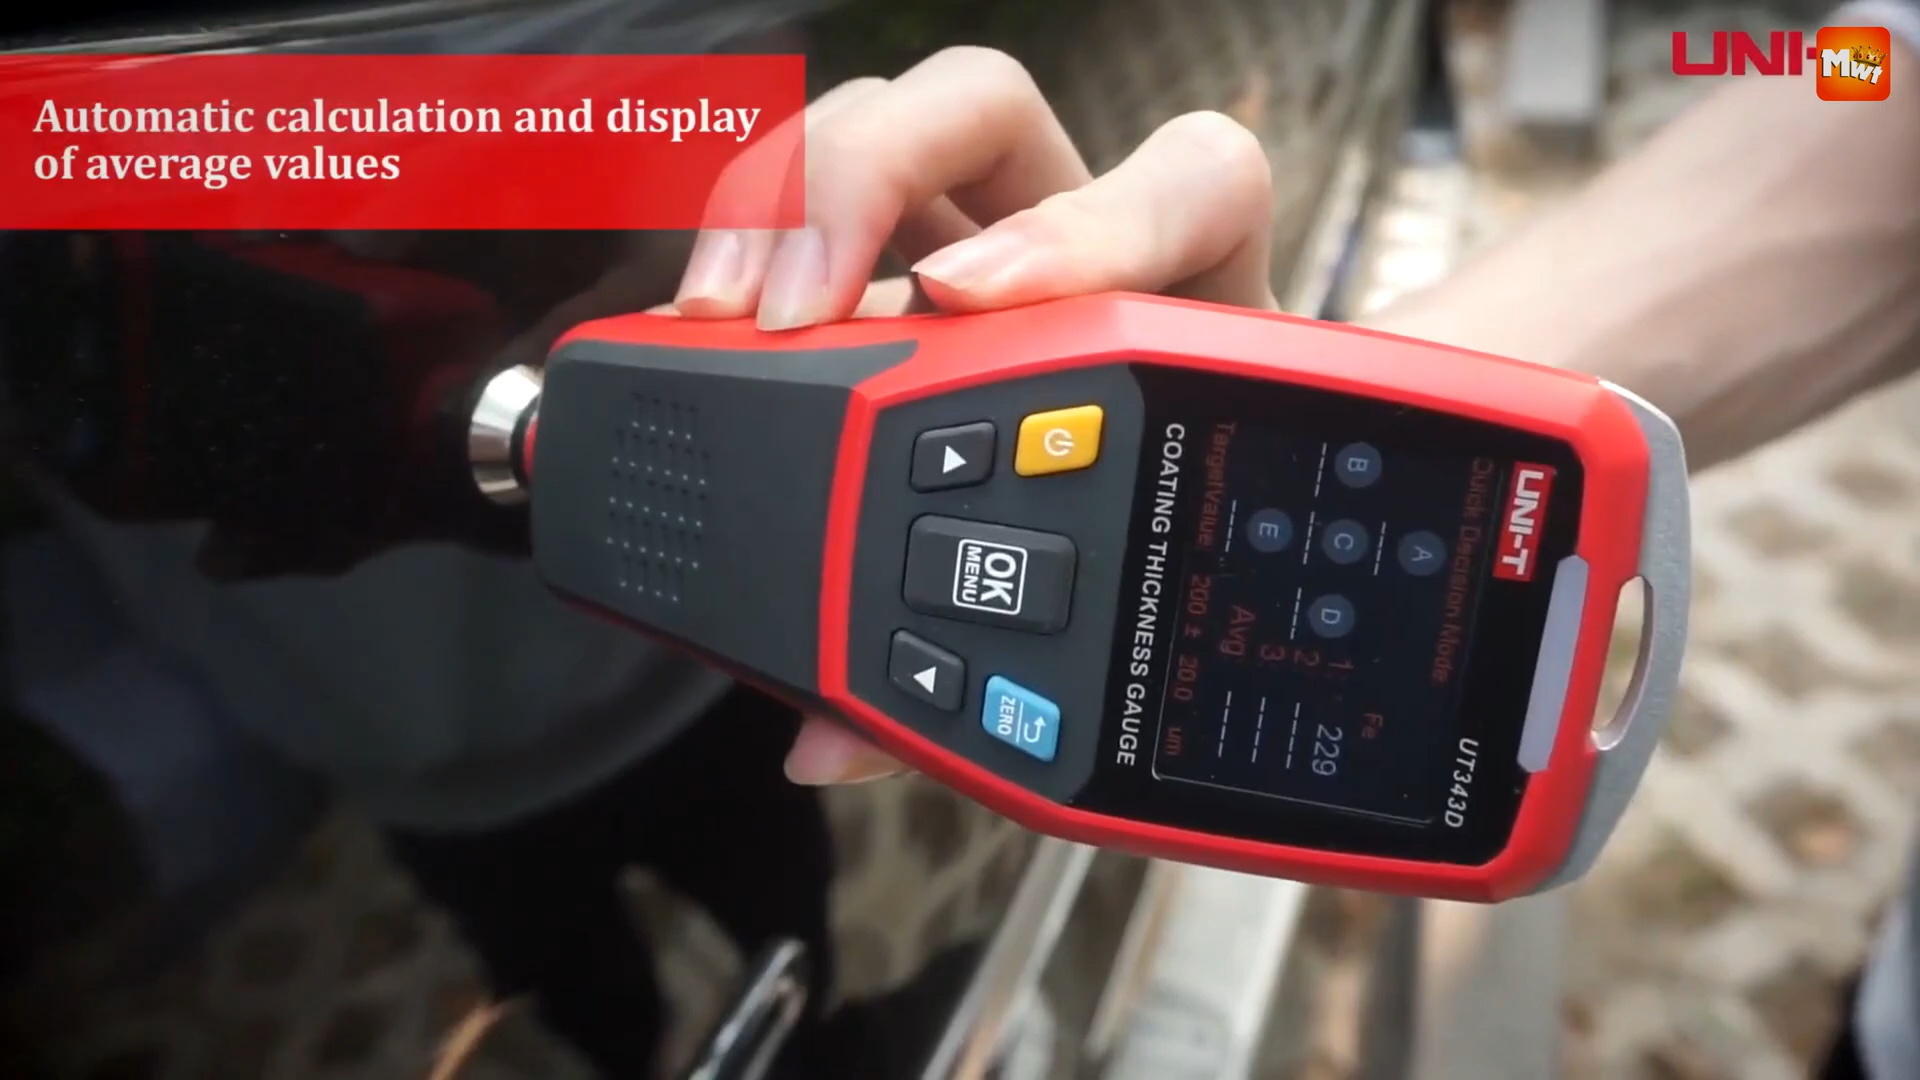 Automatic calculation and display
of average values
UNI-
Mwt
UNI-T
UT343D
Quick Decision Mode
A
---
Fe
B
C
D
1: 229
--- --- ---
2: ----
E
3: ----
---
Avg: ----
TargetValue: 200 ± 20.0 um
COATING THICKNESS GAUGE
OK
MENU
ZERO